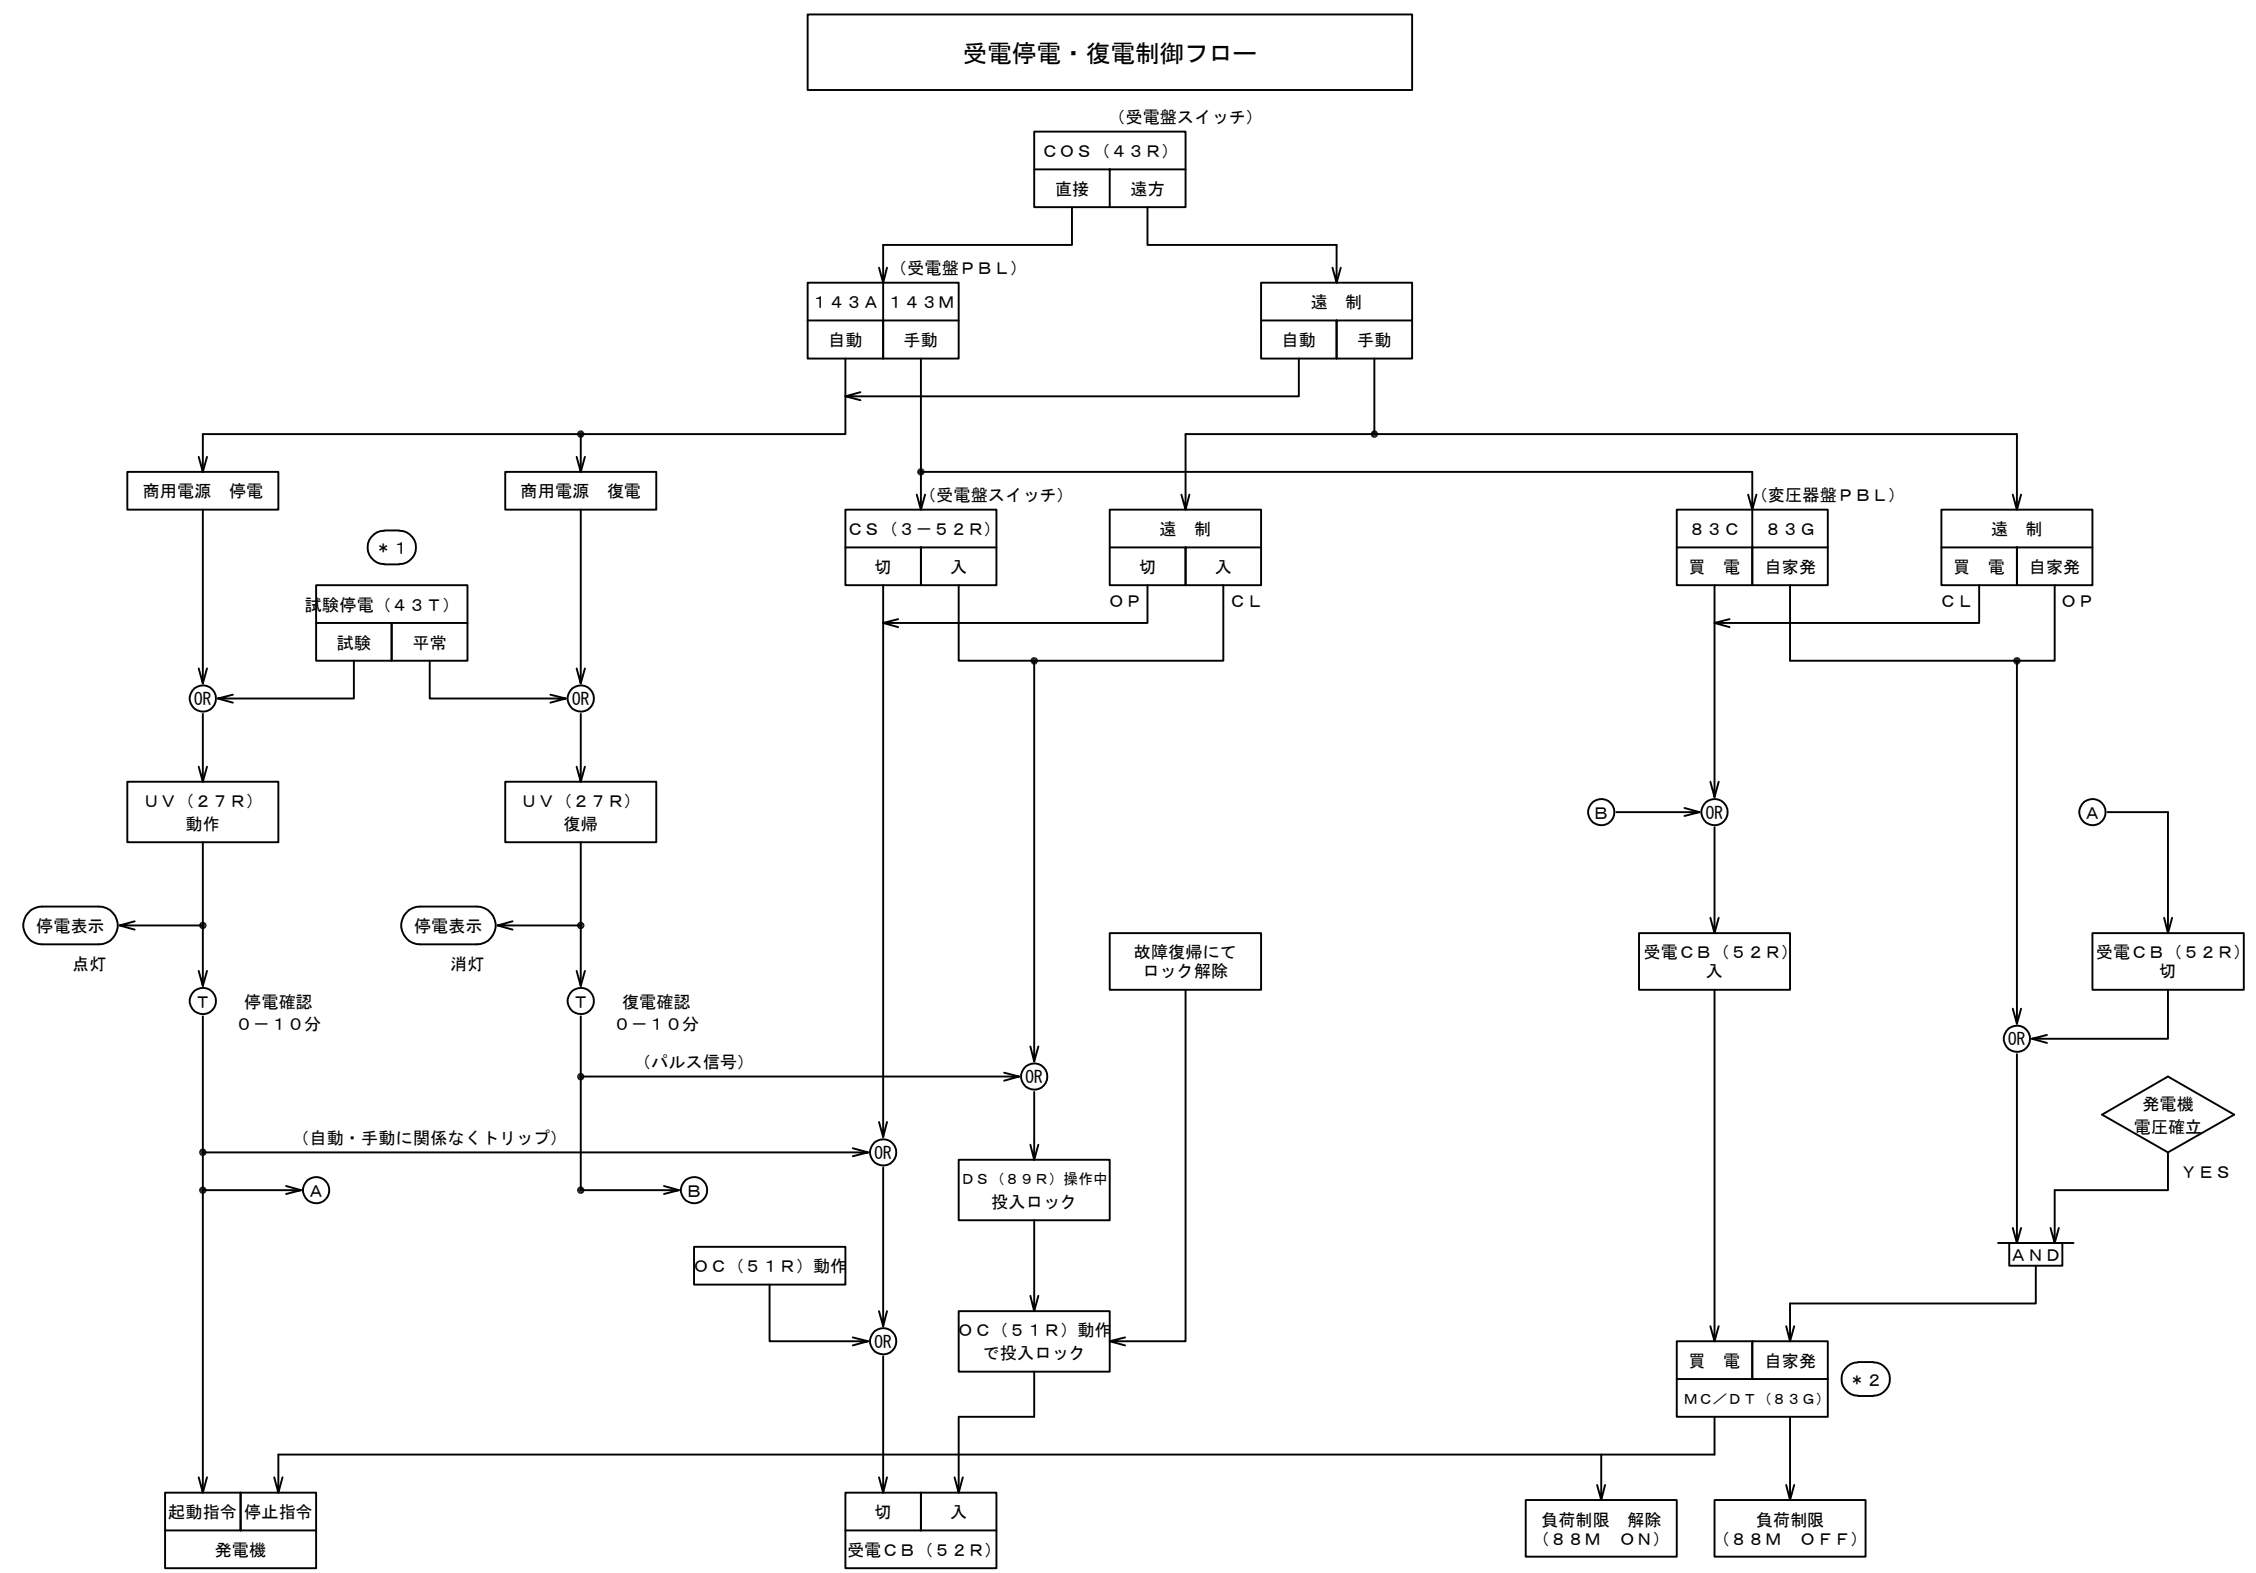 受電停電・復電制御フロー
（受電盤スイッチ）
ＣＯＳ（４３Ｒ）
直接 遠方
（受電盤ＰＢＬ）
１４３Ａ １４３Ｍ
自動 手動
遠　制
自動 手動
商用電源　停電
商用電源　復電
＊１
試験停電（４３Ｔ）
試験 平常
（受電盤スイッチ）
ＣＳ（３－５２Ｒ）
切 入
遠　制
切 入
ＯＰ ＣＬ
（変圧器盤ＰＢＬ）
８３Ｃ ８３Ｇ
買　電 自家発
遠　制
買　電 自家発
ＣＬ ＯＰ
OR
OR
ＵＶ（２７Ｒ）
動作
ＵＶ（２７Ｒ）
復帰
Ｂ
OR
Ａ
停電表示
点灯
停電表示
消灯
故障復帰にて
ロック解除
受電ＣＢ（５２Ｒ）
入
受電ＣＢ（５２Ｒ）
切
Ｔ
停電確認
０－１０分
Ｔ
復電確認
０－１０分
（パルス信号）
OR
OR
（自動・手動に関係なくトリップ）
OR
発電機
電圧確立
ＹＥＳ
Ａ
Ｂ
ＤＳ（８９Ｒ）操作中
投入ロック
ＡＮＤ
ＯＣ（５１Ｒ）動作
OR
ＯＣ（５１Ｒ）動作
で投入ロック
買　電 自家発
ＭＣ／ＤＴ（８３Ｇ）
＊２
起動指令 停止指令
発電機
切 入
受電ＣＢ（５２Ｒ）
負荷制限　解除
（８８Ｍ　ＯＮ）
負荷制限
（８８Ｍ　ＯＦＦ）